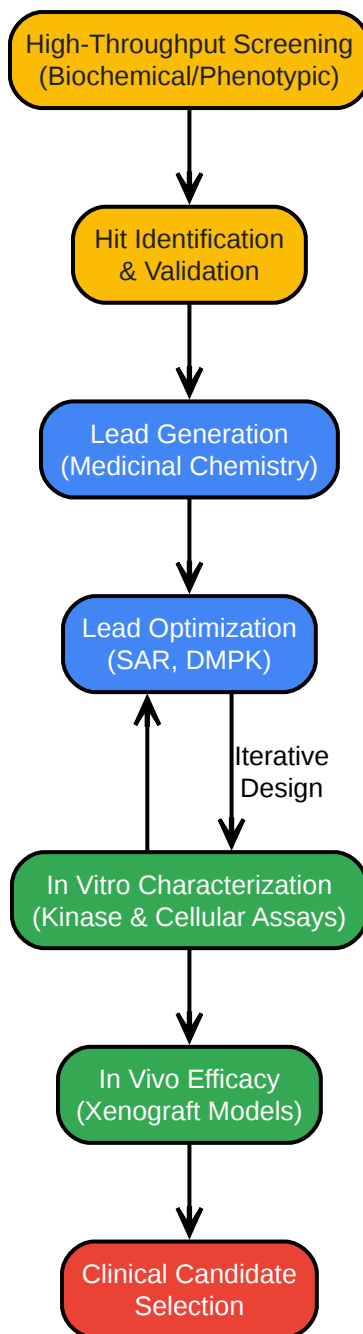 High-Throughput Screening
(Biochemical/Phenotypic)
Hit Identification
& Validation
Lead Generation
(Medicinal Chemistry)
Lead Optimization
(SAR, DMPK)
Iterative
Design
In Vitro Characterization
(Kinase & Cellular Assays)
In Vivo Efficacy
(Xenograft Models)
Clinical Candidate
Selection